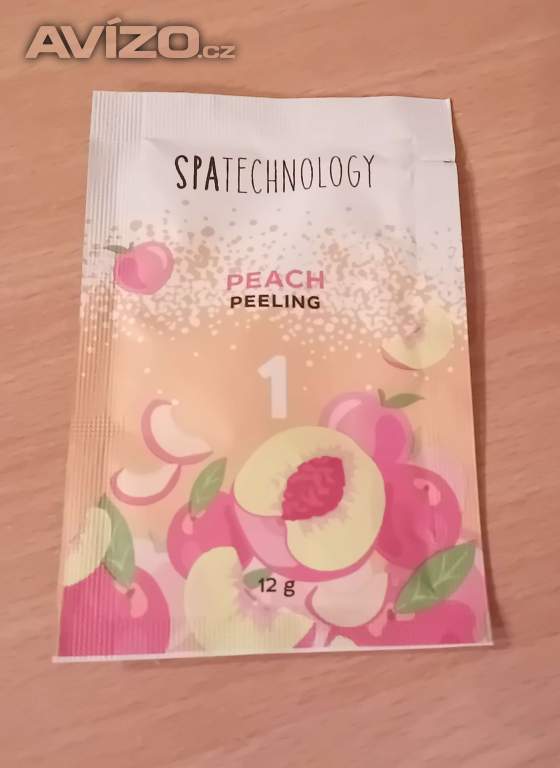 AVÍZO.cz
SPATECHNOLOGY
PEACH
PEELING
1
12 g